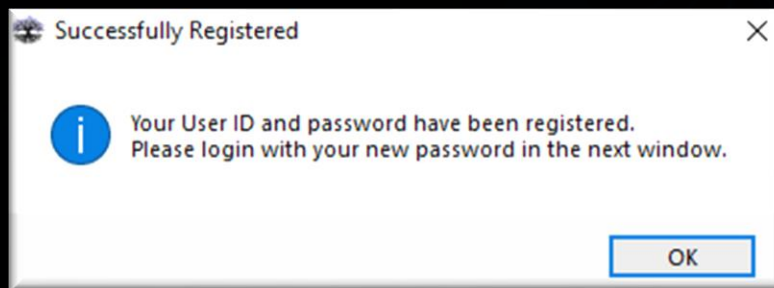 Successfully Registered
Your User ID and password have been registered.
Please login with your new password in the next window.
OK